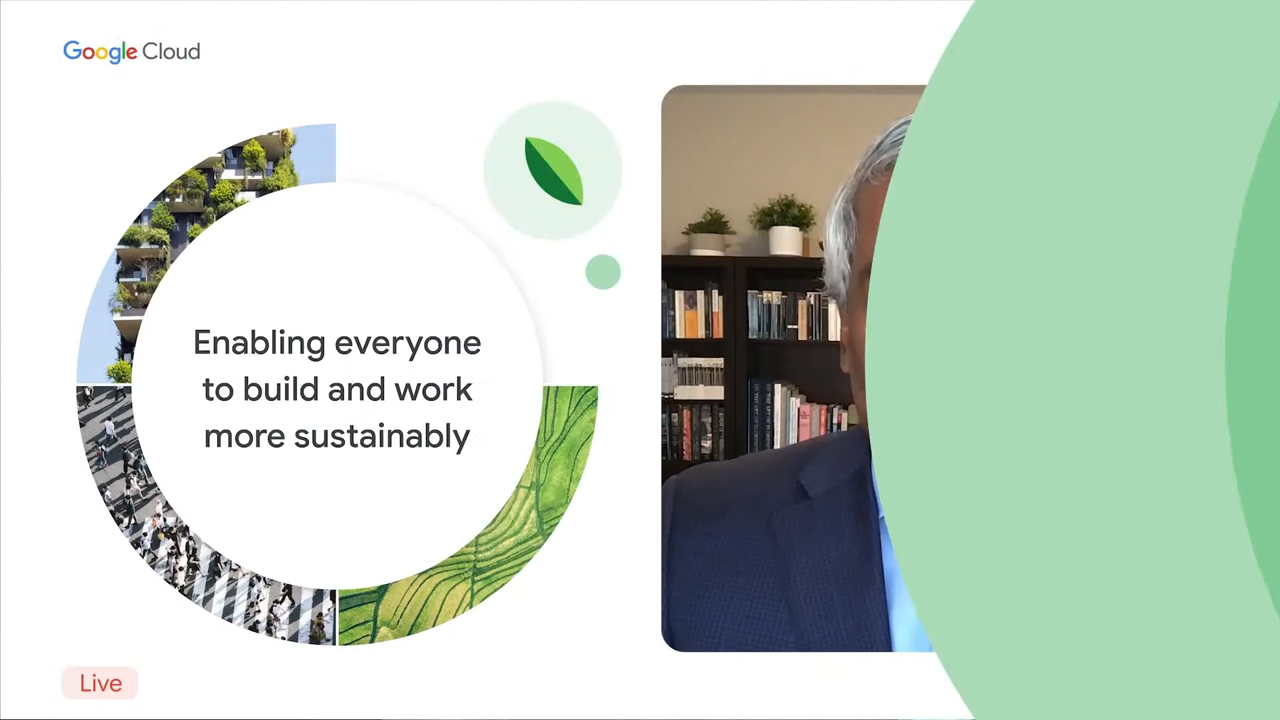 Google Cloud
Enabling everyone
to build and work
more sustainably
Live